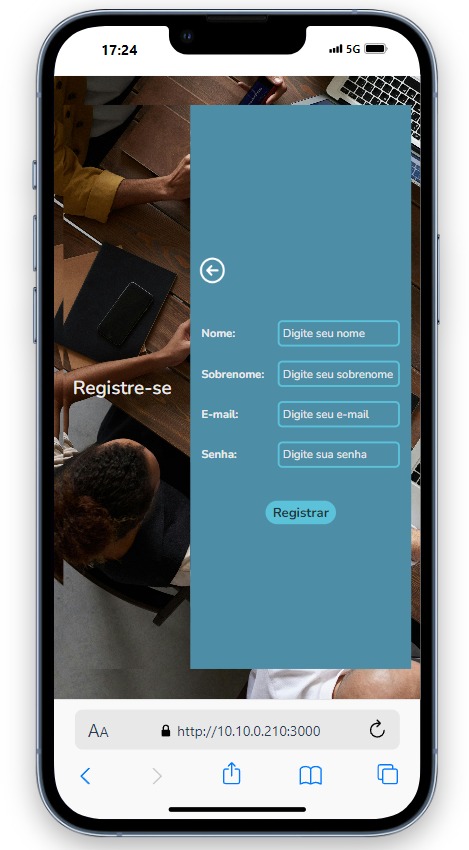 17:24
5G
Registre-se
Nome:
Digite seu nome
Sobrenome:
Digite seu sobrenome
E-mail:
Digite seu e-mail
Senha:
Digite sua senha
Registrar
AA
http://10.10.0.210:3000